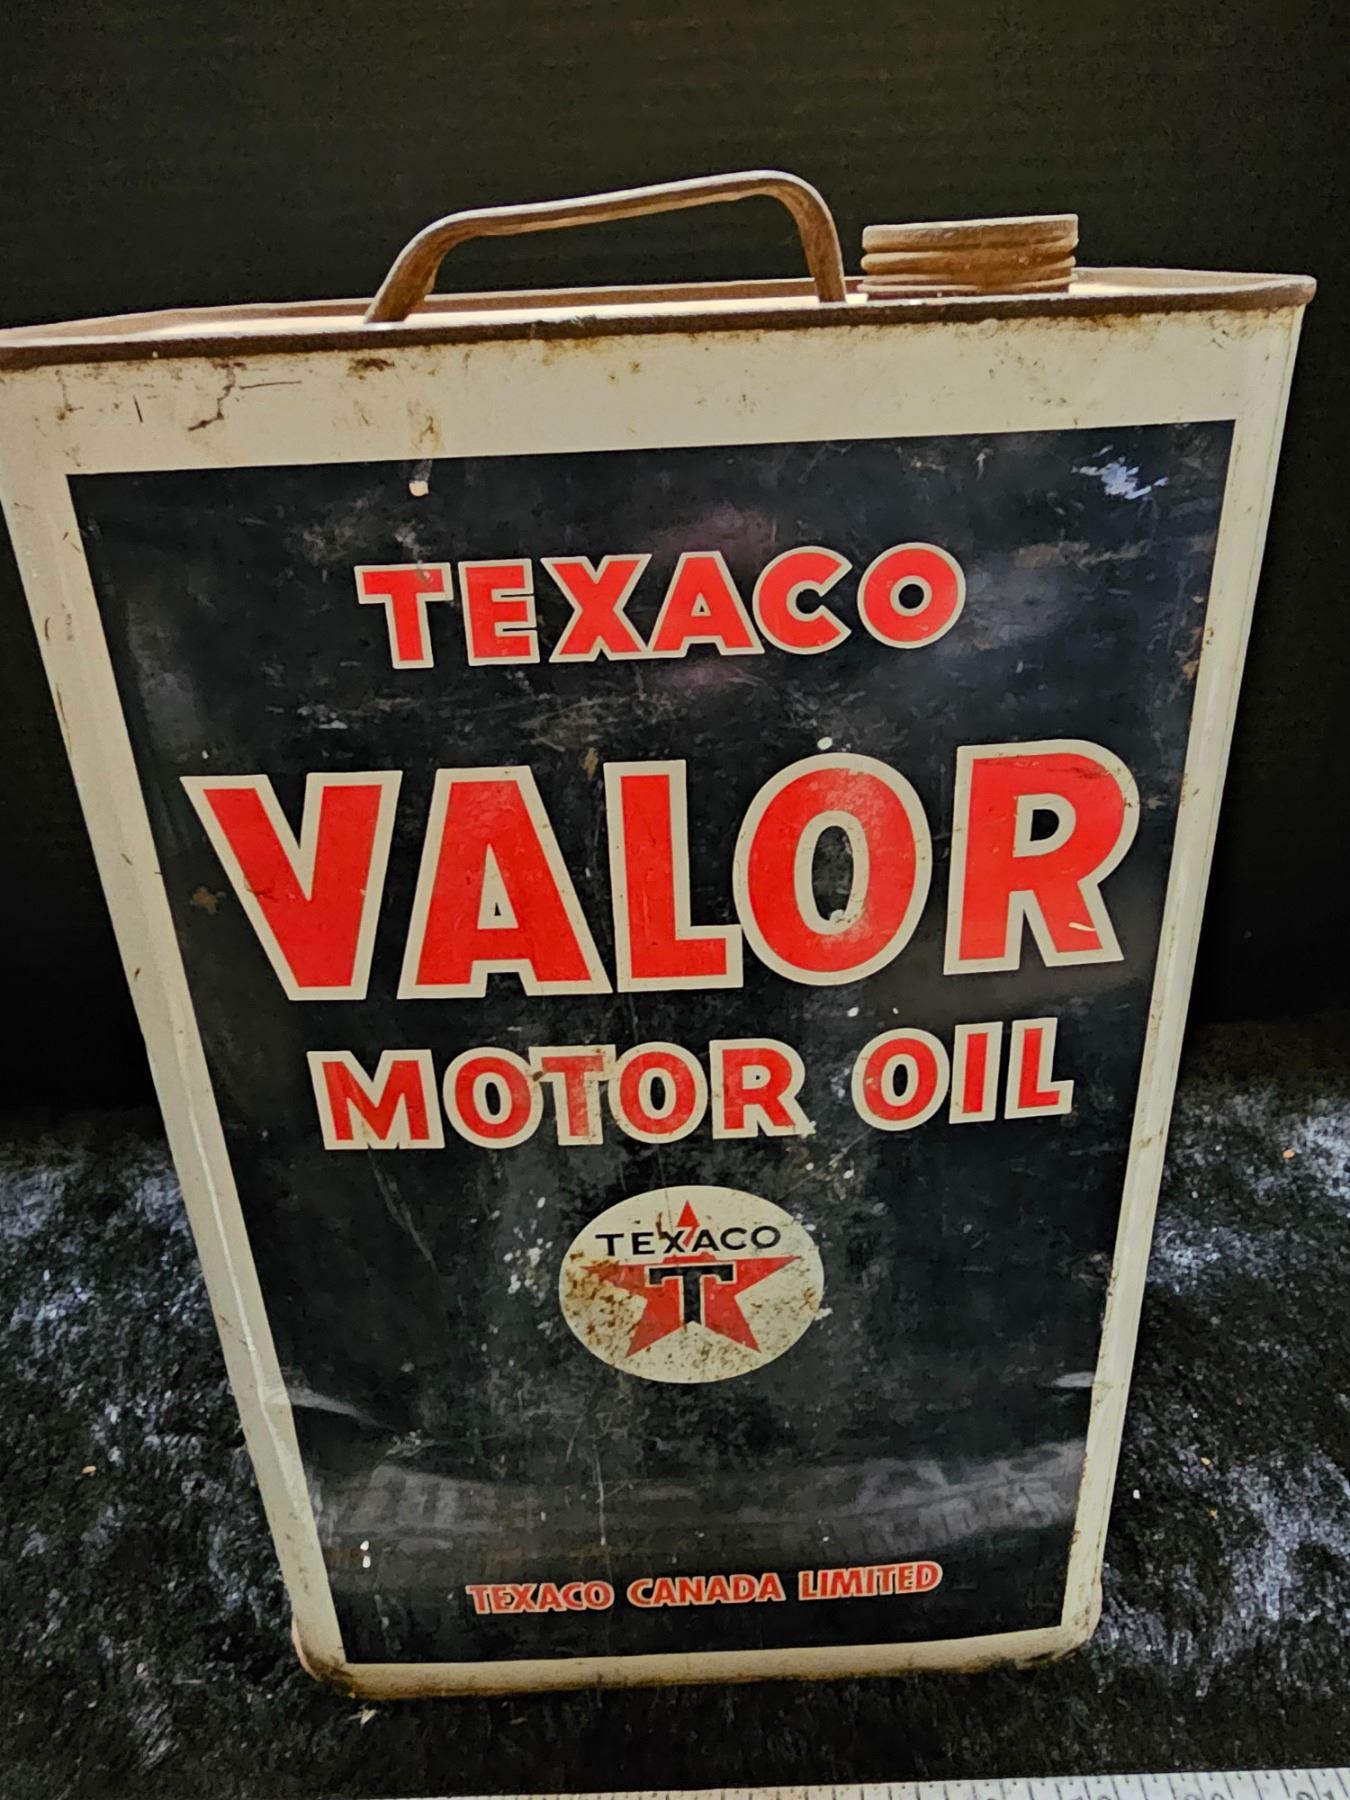 TEXACO
VALOR
MOTOR OIL
TEXACO
T
TEXACO CANADA LIMITED